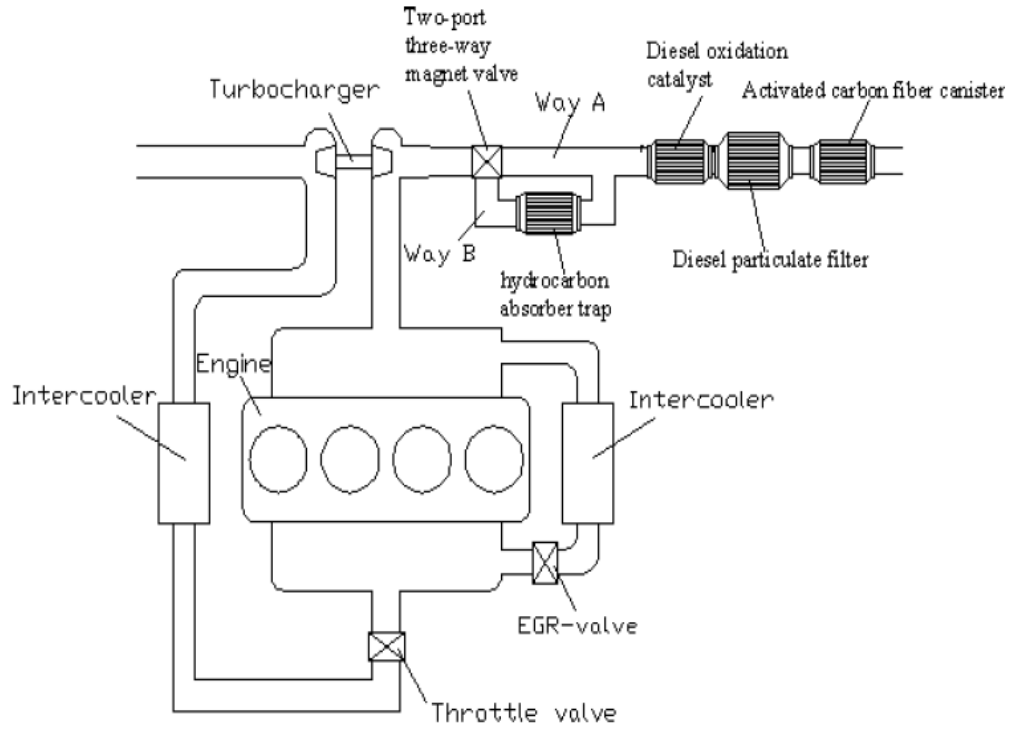 Two-port
three-way
magnet valve
Turbocharger
Way A
Diesel oxidation
catalyst
Activated carbon fiber canister
Way B
hydrocarbon
absorber trap
Diesel particulate filter
Engine
Intercooler
Intercooler
EGR-valve
Throttle valve